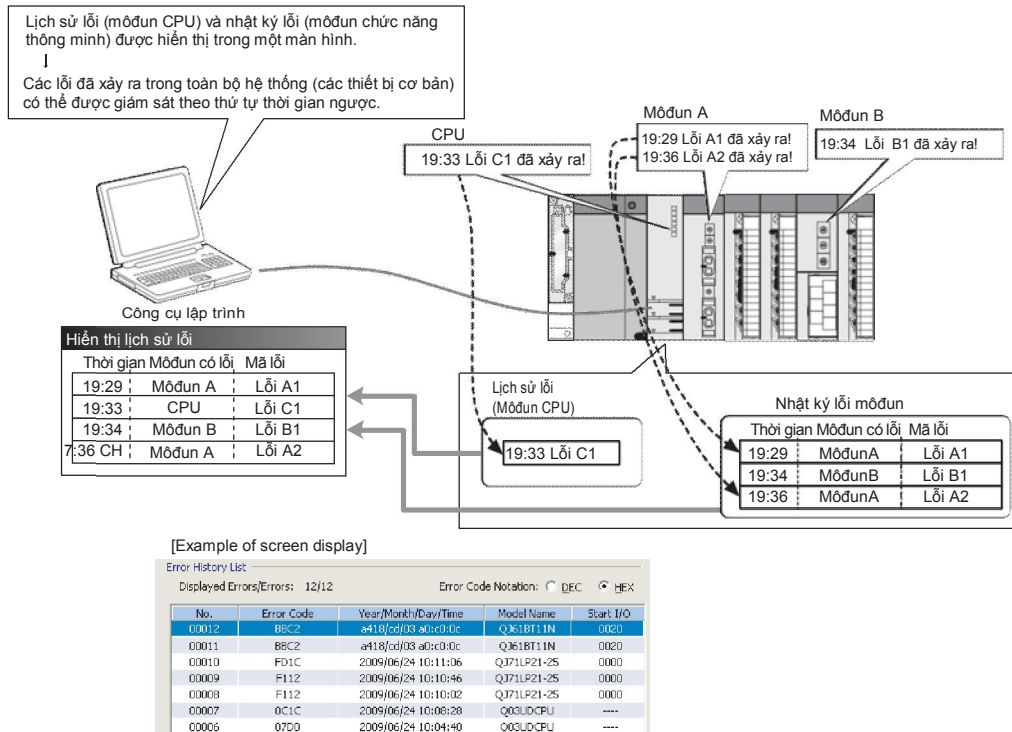 Lịch sử lỗi (môđun CPU) và nhật ký lỗi (môđun chức năng
thông minh) được hiển thị trong một màn hình.
Các lỗi đã xảy ra trong toàn bộ hệ thống (các thiết bị cơ bản)
có thể được giám sát theo thứ tự thời gian ngược.
CPU
19:33 Lỗi C1 đã xảy ra!
Môđun A
19:29 Lỗi A1 đã xảy ra!
19:36 Lỗi A2 đã xảy ra!
Môđun B
19:34 Lỗi B1 đã xảy ra!
Công cụ lập trình
Hiển thị lịch sử lỗi
Thời gian Môđun có lỗi Mã lỗi
19:29 Môđun A Lỗi A1
19:33 CPU Lỗi C1
19:34 Môđun B Lỗi B1
7:36 CH Môđun A Lỗi A2
Lịch sử lỗi
(Môđun CPU)
19:33 Lỗi C1
Nhật ký lỗi môđun
Thời gian Môđun có lỗi Mã lỗi
19:29 MôđunA Lỗi A1
19:34 MôđunB Lỗi B1
19:36 MôđunA Lỗi A2
[Example of screen display]
Error History List
Displayed Errors/Errors: 12/12 Error Code Notation: DEC HEX
No. Error Code Year/Month/Day/Time Model Name Start I/O
00012 BBC2 a418/cd/03 a0:c0:0c QJ61BT11N 0020
00011 BBC2 a418/cd/03 a0:c0:0c QJ61BT11N 0020
00010 FD1C 2009/06/24 10:11:06 QJ71LP21-25 0000
00009 F112 2009/06/24 10:10:46 QJ71LP21-25 0000
00008 F112 2009/06/24 10:10:02 QJ71LP21-25 0000
00007 0C1C 2009/06/24 10:08:28 Q03UDCPU ----
00006 07D0 2009/06/24 10:04:40 Q03UDCPU ----